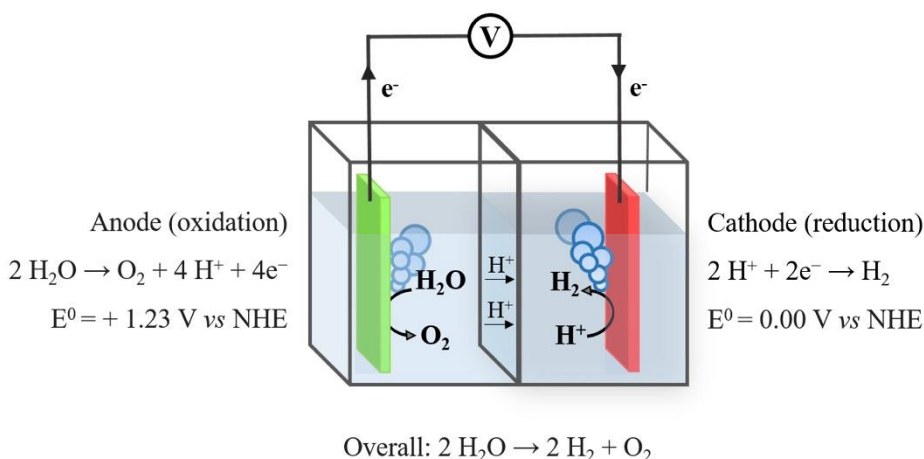 V
e⁻
e⁻
Anode (oxidation)
2 H₂O → O₂ + 4 H⁺ + 4e⁻
E⁰ = + 1.23 V vs NHE
H₂O
O₂
H⁺
H⁺
H₂
H⁺
Cathode (reduction)
2 H⁺ + 2e⁻ → H₂
E⁰ = 0.00 V vs NHE
Overall: 2 H₂O → 2 H₂ + O₂